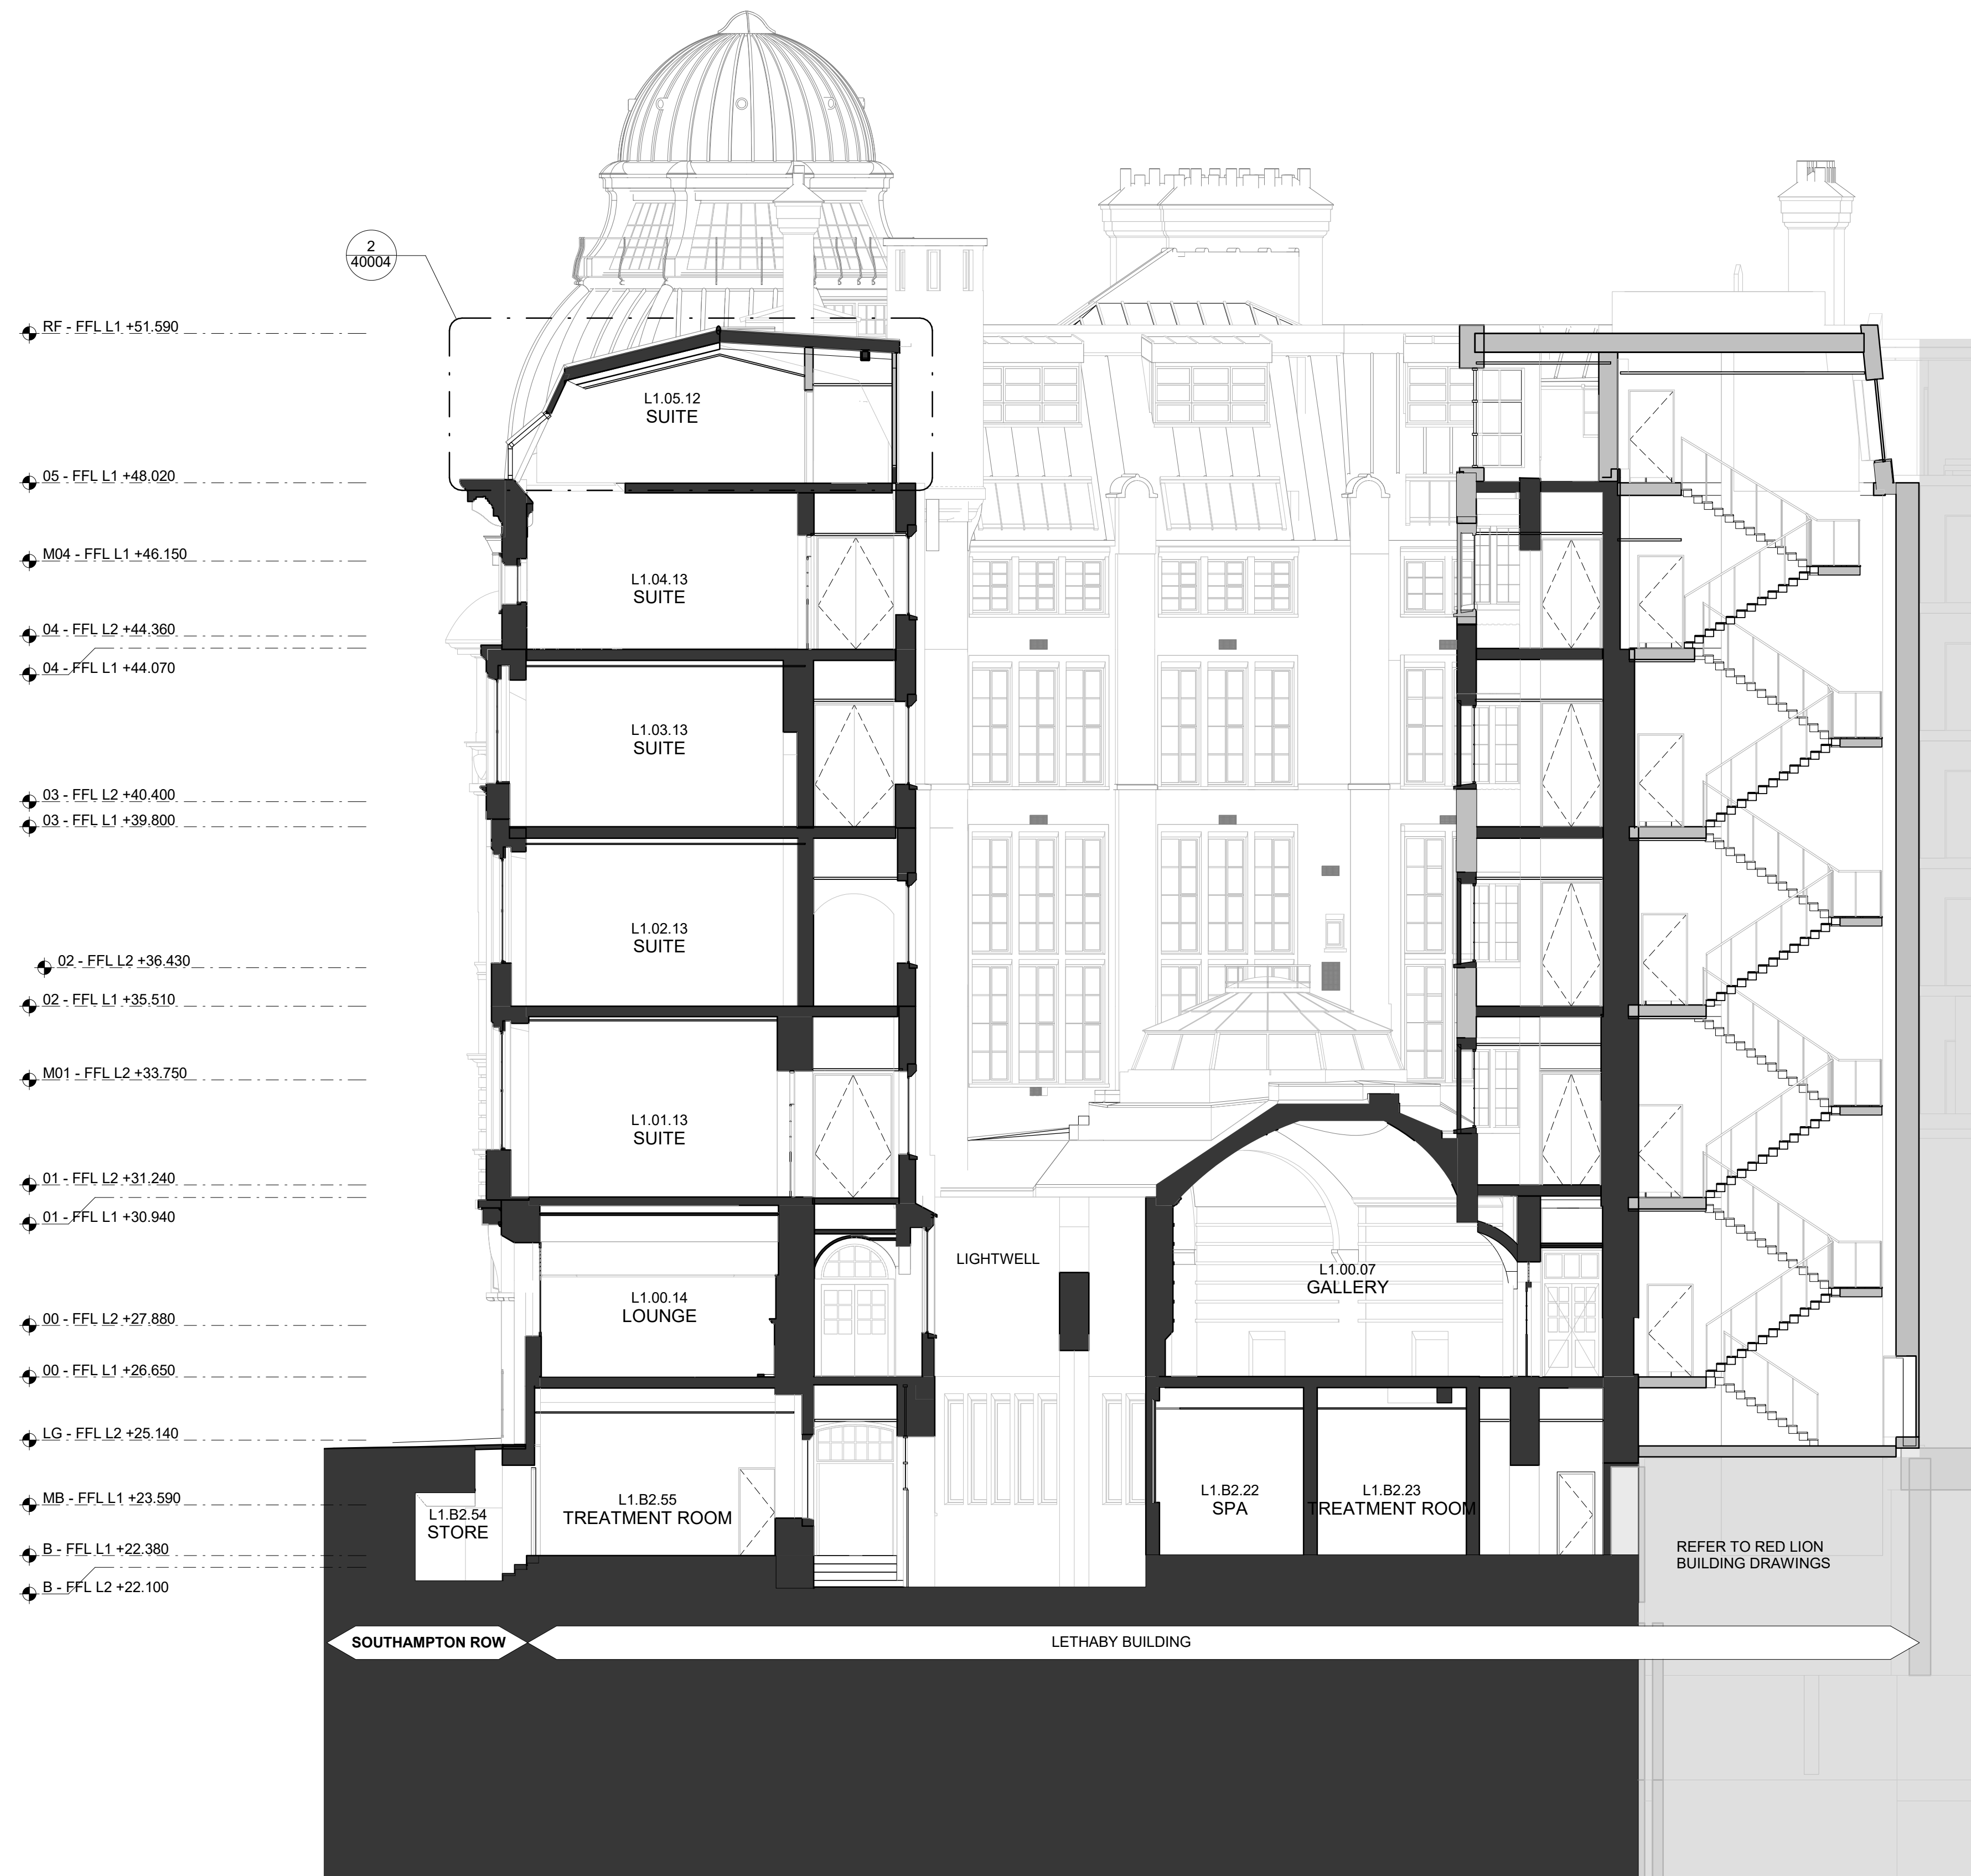 2
40004
RF - FFL L1 +51.590
05 - FFL L1 +48.020
M04 - FFL L1 +46.150
04 - FFL L2 +44.360
04 - FFL L1 +44.070
03 - FFL L2 +40.400
03 - FFL L1 +39.800
02 - FFL L2 +36.430
02 - FFL L1 +35.510
M01 - FFL L2 +33.750
01 - FFL L2 +31.240
01 - FFL L1 +30.940
00 - FFL L2 +27.880
00 - FFL L1 +26.650
LG - FFL L2 +25.140
MB - FFL L1 +23.590
B - FFL L1 +22.380
B - FFL L2 +22.100
L1.05.12
SUITE
L1.04.13
SUITE
L1.03.13
SUITE
L1.02.13
SUITE
L1.01.13
SUITE
L1.00.14
LOUNGE
LIGHTWELL
L1.00.07
GALLERY
L1.B2.54
STORE
L1.B2.55
TREATMENT ROOM
L1.B2.22
SPA
L1.B2.23
TREATMENT ROOM
REFER TO RED LION
BUILDING DRAWINGS
SOUTHAMPTON ROW
LETHABY BUILDING